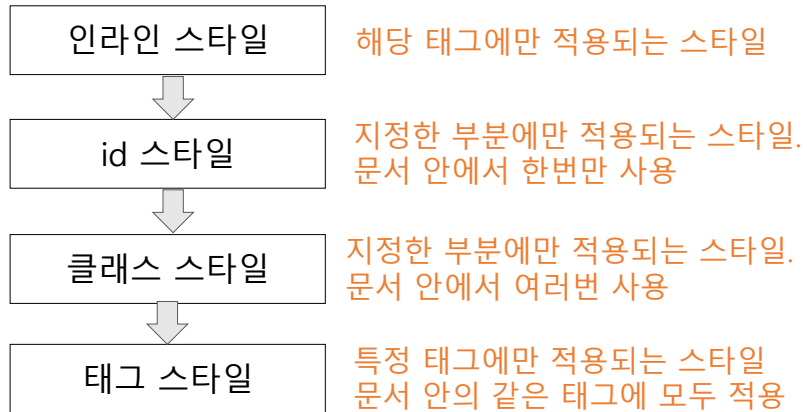 인라인 스타일
해당 태그에만 적용되는 스타일
id 스타일
지정한 부분에만 적용되는 스타일.
문서 안에서 한번만 사용
클래스 스타일
지정한 부분에만 적용되는 스타일.
문서 안에서 여러번 사용
태그 스타일
특정 태그에만 적용되는 스타일
문서 안의 같은 태그에 모두 적용